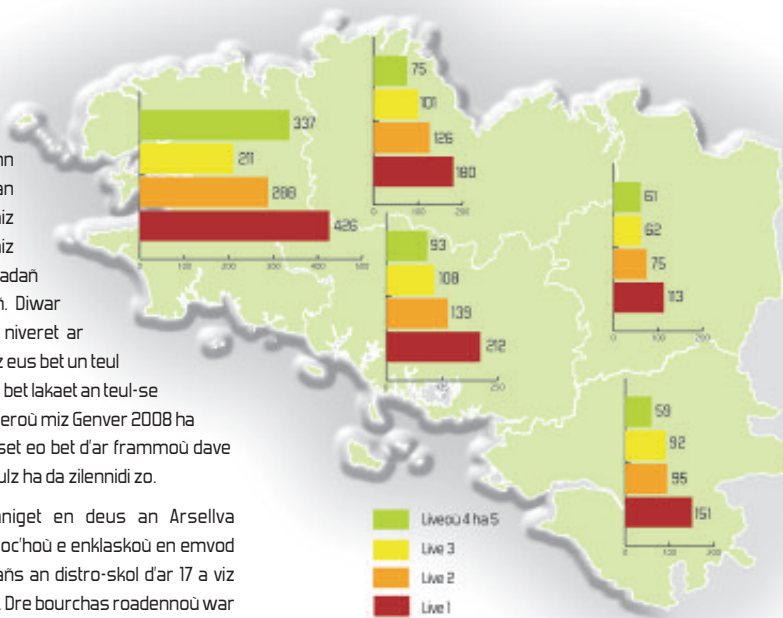 nn
an
niz
niz
adañ
ñ. Diwar
niveret ar
z eus bet un teul
bet lakaet an teul-se
eroù miz Genver 2008 ha
set eo bet d'ar frammoù dave
ulz ha da zilennidi zo.
aniget en deus an Arsellva
oc'hoù e enklaskoù en emvod
añs an distro-skol d'ar 17 a viz
. Dre bourchas roadennoù war
337
211
288
426
0 100 200 300 400 500
75
101
126
180
0 100 200
93
108
139
212
0 125 250
61
62
75
113
0 100 200
59
92
95
151
0 100 200
Liveoù 4 ha 5
Live 3
Live 2
Live 1